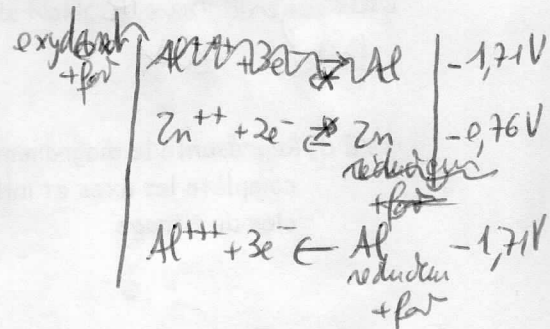 oxydant Al+++ + 3e- ⇄ Al -1,71V
+ fort
Zn++ + 2e- ⇄ Zn -0,76V
réducteur
+ fort
Al+++ + 3e- ← Al -1,71V
reducteur
+ fort